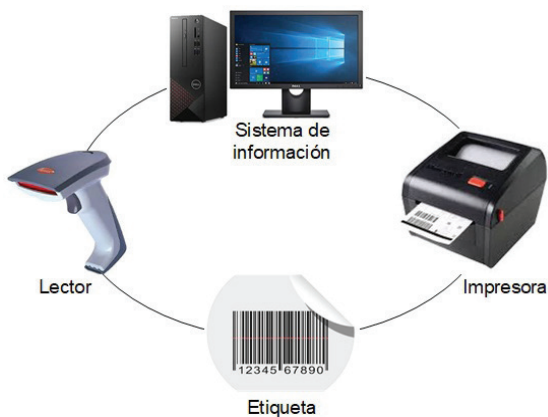 Sistema de
información
Lector
Impresora
12345 67890
Etiqueta